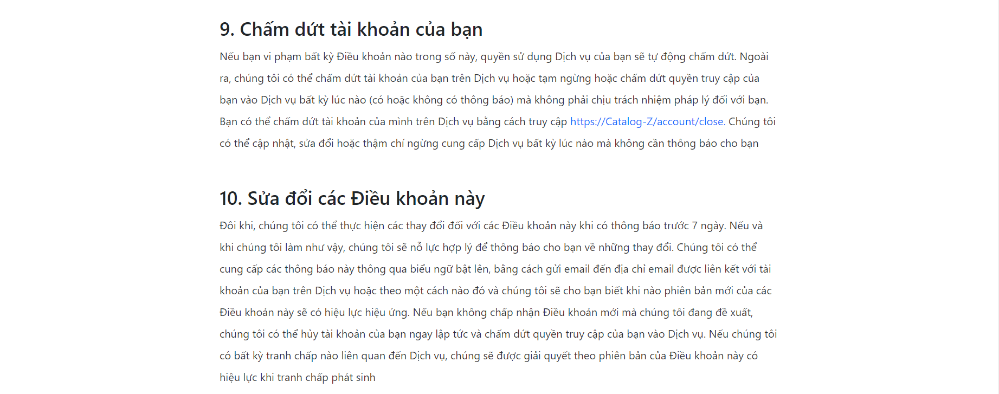 9. Chấm dứt tài khoản của bạn
Nếu bạn vi phạm bất kỳ Điều khoản nào trong số này, quyền sử dụng Dịch vụ của bạn sẽ tự động chấm dứt. Ngoài
ra, chúng tôi có thể chấm dứt tài khoản của bạn trên Dịch vụ hoặc tạm ngừng hoặc chấm dứt quyền truy cập của
bạn vào Dịch vụ bất kỳ lúc nào (có hoặc không có thông báo) mà không phải chịu trách nhiệm pháp lý đối với bạn.
Bạn có thể chấm dứt tài khoản của mình trên Dịch vụ bằng cách truy cập https://Catalog-Z/account/close. Chúng tôi
có thể cập nhật, sửa đổi hoặc thậm chí ngừng cung cấp Dịch vụ bất kỳ lúc nào mà không cần thông báo cho bạn
10. Sửa đổi các Điều khoản này
Đôi khi, chúng tôi có thể thực hiện các thay đổi đối với các Điều khoản này khi có thông báo trước 7 ngày. Nếu và
khi chúng tôi làm như vậy, chúng tôi sẽ nỗ lực hợp lý để thông báo cho bạn về những thay đổi. Chúng tôi có thể
cung cấp các thông báo này thông qua biểu ngữ bật lên, bằng cách gửi email đến địa chỉ email được liên kết với tài
khoản của bạn trên Dịch vụ hoặc theo một cách nào đó và chúng tôi sẽ cho bạn biết khi nào phiên bản mới của các
Điều khoản này sẽ có hiệu lực hiệu ứng. Nếu bạn không chấp nhận Điều khoản mới mà chúng tôi đang đề xuất,
chúng tôi có thể hủy tài khoản của bạn ngay lập tức và chấm dứt quyền truy cập của bạn vào Dịch vụ. Nếu chúng tôi
có bất kỳ tranh chấp nào liên quan đến Dịch vụ, chúng sẽ được giải quyết theo phiên bản của Điều khoản này có
hiệu lực khi tranh chấp phát sinh